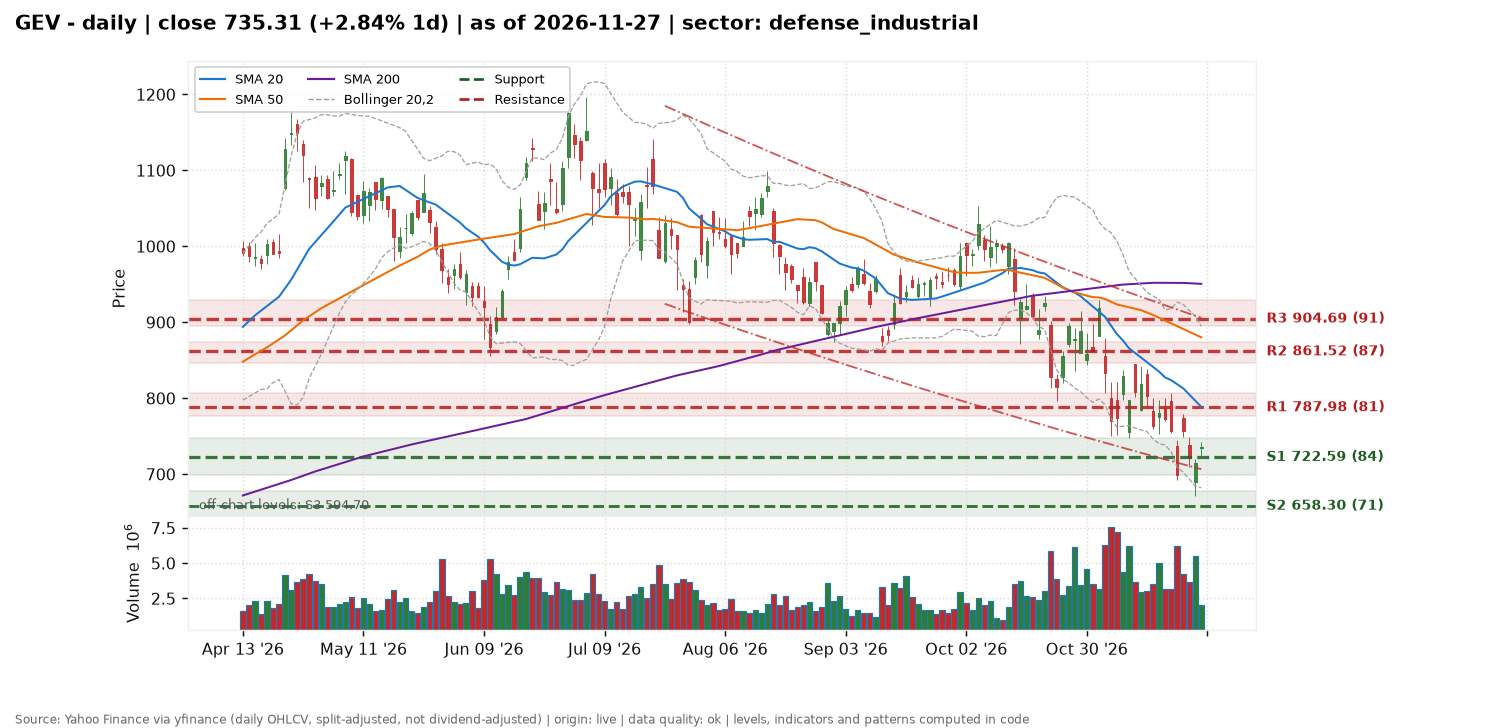 GEV - daily | close 735.31 (+2.84% 1d) | as of 2026-11-27 | sector: defense_industrial
SMA 20
SMA 50
SMA 200
Bollinger 20,2
Support
Resistance
Price
1200
1100
1000
900
800
700
R3 904.69 (91)
R2 861.52 (87)
R1 787.98 (81)
S1 722.59 (84)
S2 658.30 (71)
off-chart levels: S3 594.70
Volume 10⁶
7.5
5.0
2.5
Apr 13 '26
May 11 '26
Jun 09 '26
Jul 09 '26
Aug 06 '26
Sep 03 '26
Oct 02 '26
Oct 30 '26
Source: Yahoo Finance via yfinance (daily OHLCV, split-adjusted, not dividend-adjusted) | origin: live | data quality: ok | levels, indicators and patterns computed in code